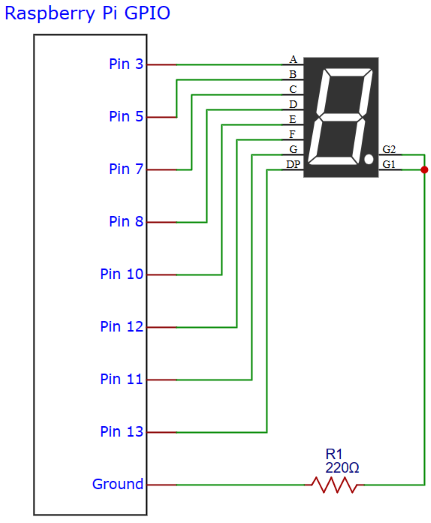 Raspberry Pi GPIO
Pin 3
Pin 5
Pin 7
Pin 8
Pin 10
Pin 12
Pin 11
Pin 13
Ground
A
B
C
D
E
F
G
DP
G2
G1
R1
220Ω